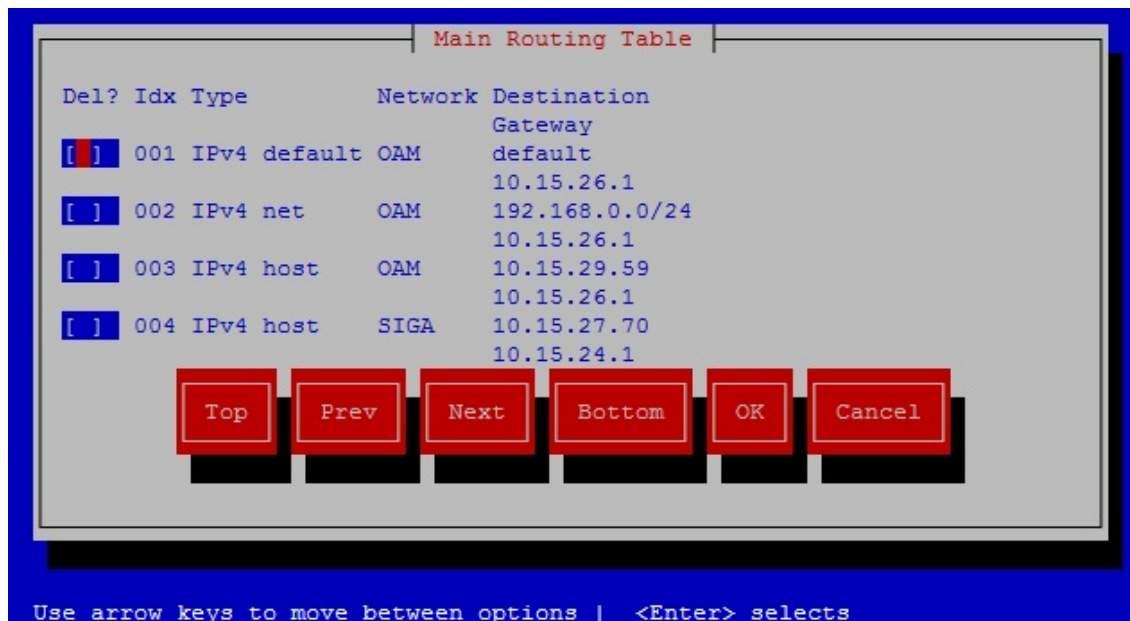 Main Routing Table
Del? Idx Type Network Destination
Gateway
[ ] 001 IPv4 default OAM default
10.15.26.1
[ ] 002 IPv4 net OAM 192.168.0.0/24
10.15.26.1
[ ] 003 IPv4 host OAM 10.15.29.59
10.15.26.1
[ ] 004 IPv4 host SIGA 10.15.27.70
10.15.24.1
Top Prev Next Bottom OK Cancel
Use arrow keys to move between options | <Enter> selects